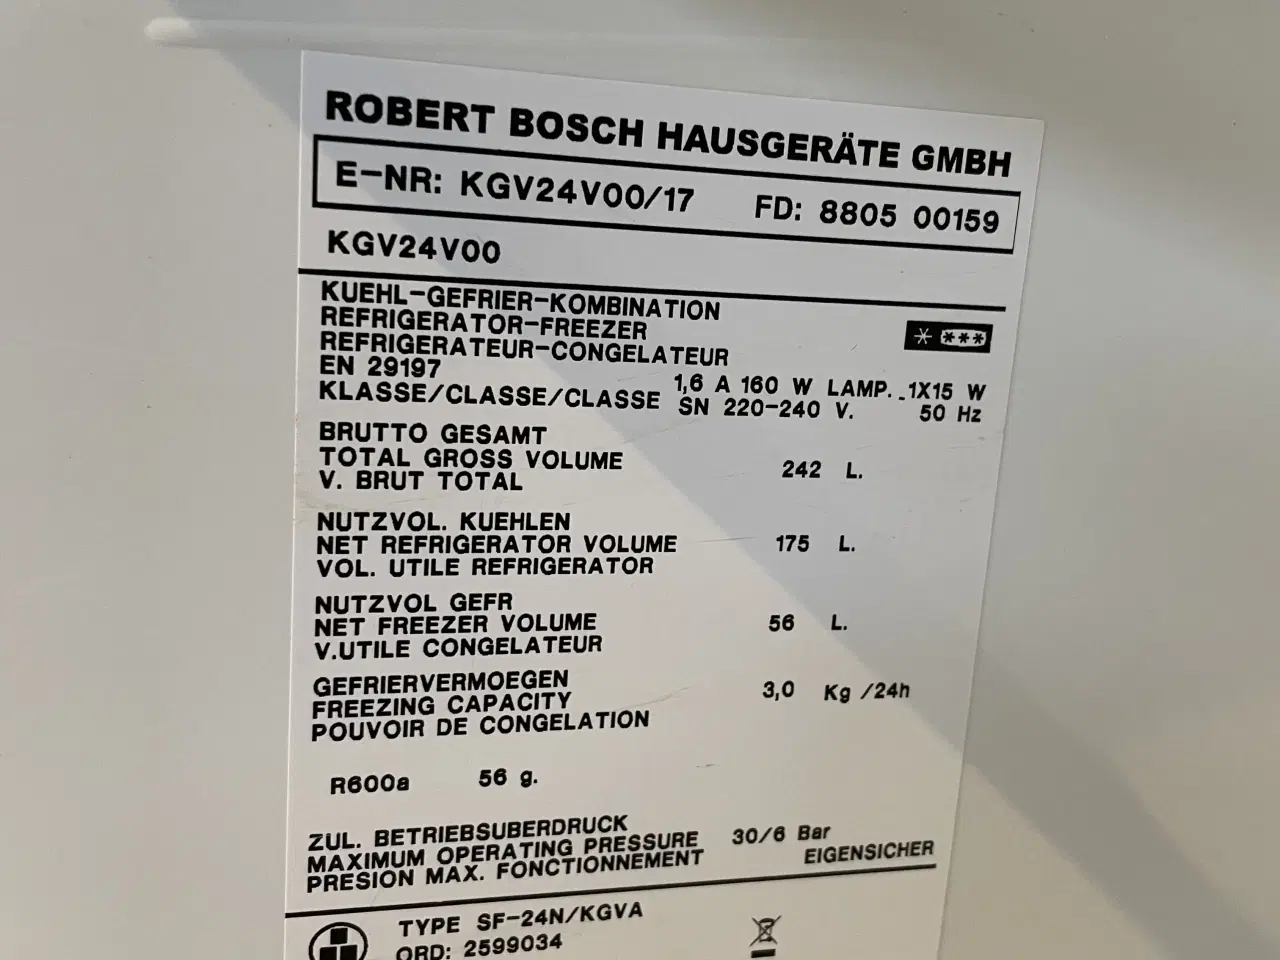 ROBERT BOSCH HAUSGERÄTE GMBH
E-NR: KGV24V00/17 FD: 8805 00159
KGV24V00
KUEHL-GEFRIER-KOMBINATION
REFRIGERATOR-FREEZER
REFRIGERATEUR-CONGELATEUR
EN 29197 1,6 A 160 W LAMP. 1X15 W
KLASSE/CLASSE/CLASSE SN 220-240 V. 50 Hz
BRUTTO GESAMT
TOTAL GROSS VOLUME 242 L.
V. BRUT TOTAL
NUTZVOL. KUEHLEN
NET REFRIGERATOR VOLUME 175 L.
VOL. UTILE REFRIGERATOR
NUTZVOL GEFR
NET FREEZER VOLUME 56 L.
V.UTILE CONGELATEUR
GEFRIERVERMOEGEN
FREEZING CAPACITY 3,0 Kg /24h
POUVOIR DE CONGELATION
R600a 56 g.
ZUL. BETRIEBSUBERDRUCK
MAXIMUM OPERATING PRESSURE 30/6 Bar
PRESION MAX. FONCTIONNEMENT EIGENSICHER
TYPE SF-24N/KGVA
ORD: 2599034